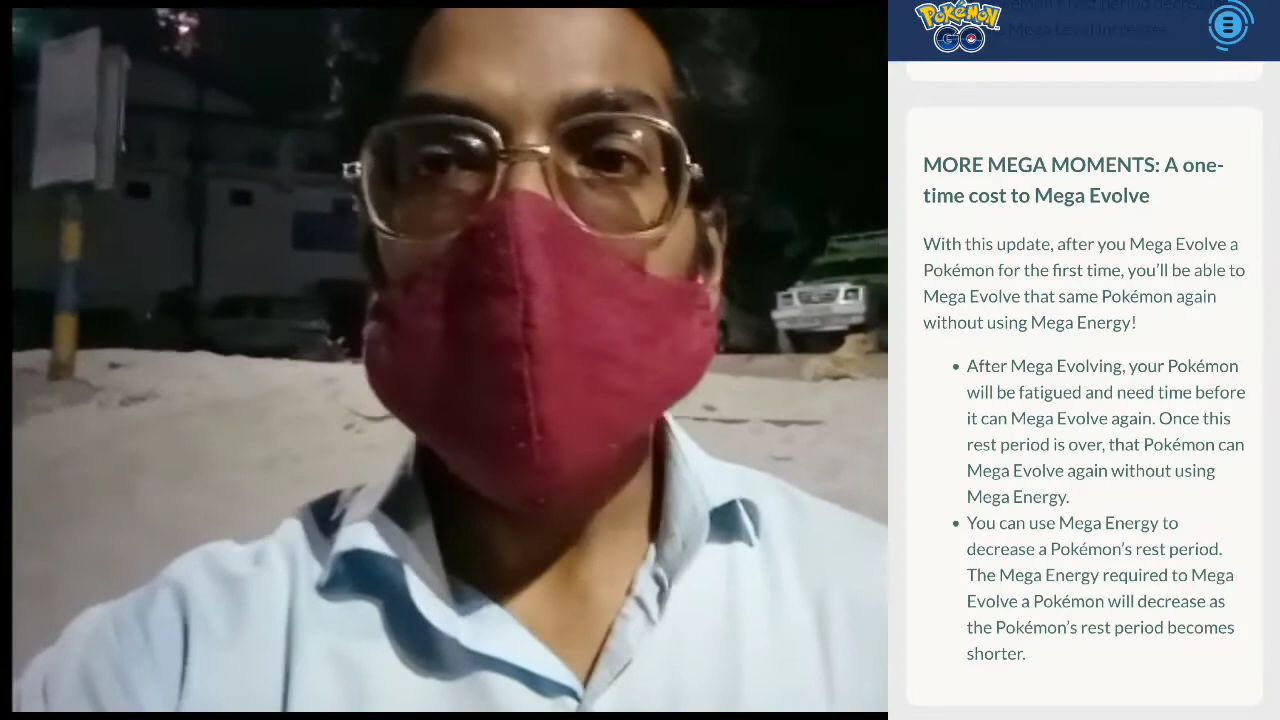 Pokémon
GO
Mega Level increases.
MORE MEGA MOMENTS: A one-
time cost to Mega Evolve
With this update, after you Mega Evolve a
Pokémon for the first time, you'll be able to
Mega Evolve that same Pokémon again
without using Mega Energy!
• After Mega Evolving, your Pokémon
will be fatigued and need time before
it can Mega Evolve again. Once this
rest period is over, that Pokémon can
Mega Evolve again without using
Mega Energy.
• You can use Mega Energy to
decrease a Pokémon's rest period.
The Mega Energy required to Mega
Evolve a Pokémon will decrease as
the Pokémon's rest period becomes
shorter.